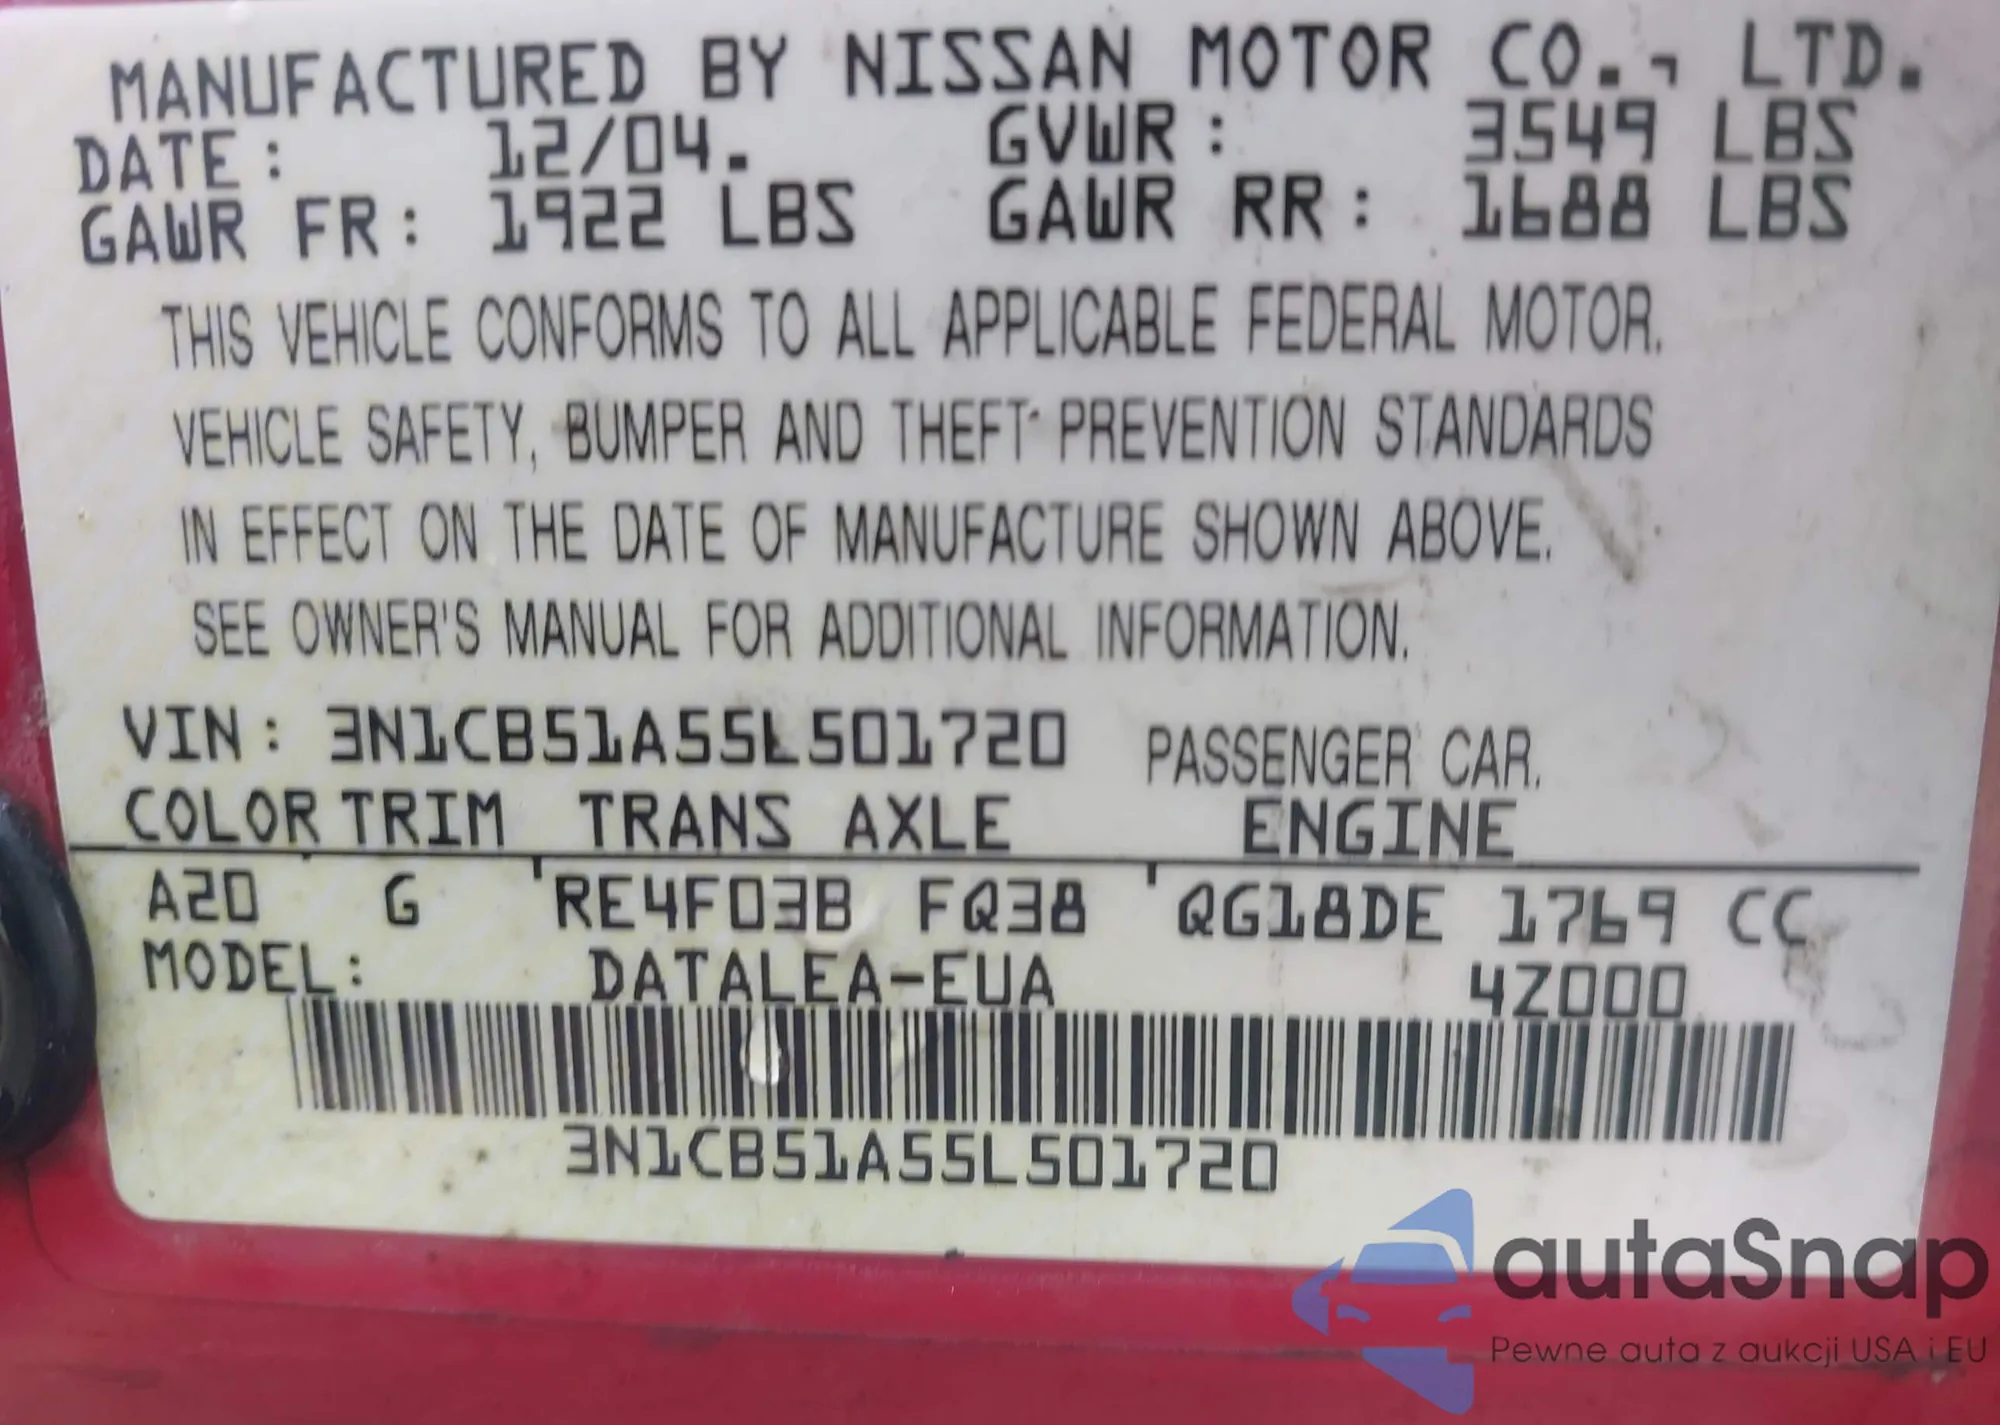 MANUFACTURED BY NISSAN MOTOR CO., LTD.
DATE: 12/04. GVWR: 3549 LBS
GAWR FR: 1922 LBS GAWR RR: 1688 LBS
THIS VEHICLE CONFORMS TO ALL APPLICABLE FEDERAL MOTOR.
VEHICLE SAFETY, BUMPER AND THEFT PREVENTION STANDARDS
IN EFFECT ON THE DATE OF MANUFACTURE SHOWN ABOVE.
SEE OWNER'S MANUAL FOR ADDITIONAL INFORMATION.
VIN: 3N1CB51A55L501720 PASSENGER CAR.
COLOR TRIM TRANS AXLE ENGINE
A20 G RE4F03B FQ38 QG18DE 1769 CC
MODEL: DATALEA-EUA 4Z000
3N1CB51A55L501720
autaSnap
Pewne auta z aukcji USA i EU